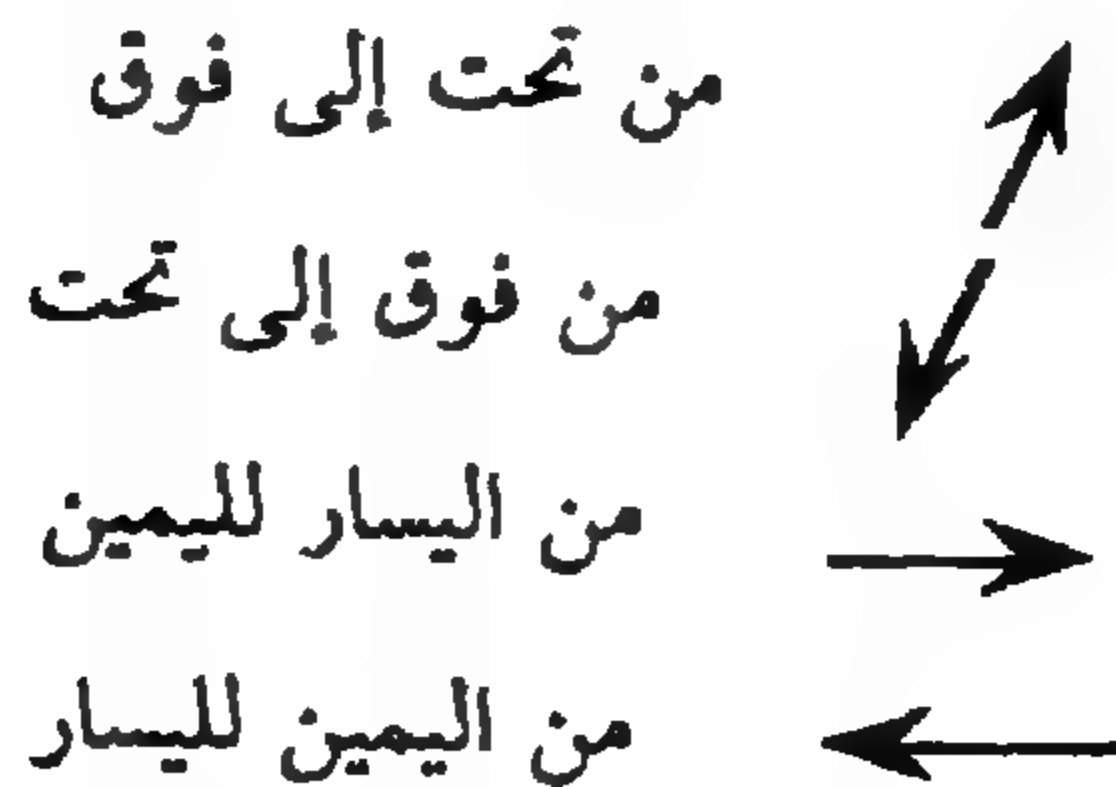 من تحت إلى فوق
من فوق إلى تحت
من اليسار لليمين
من اليمين لليسار